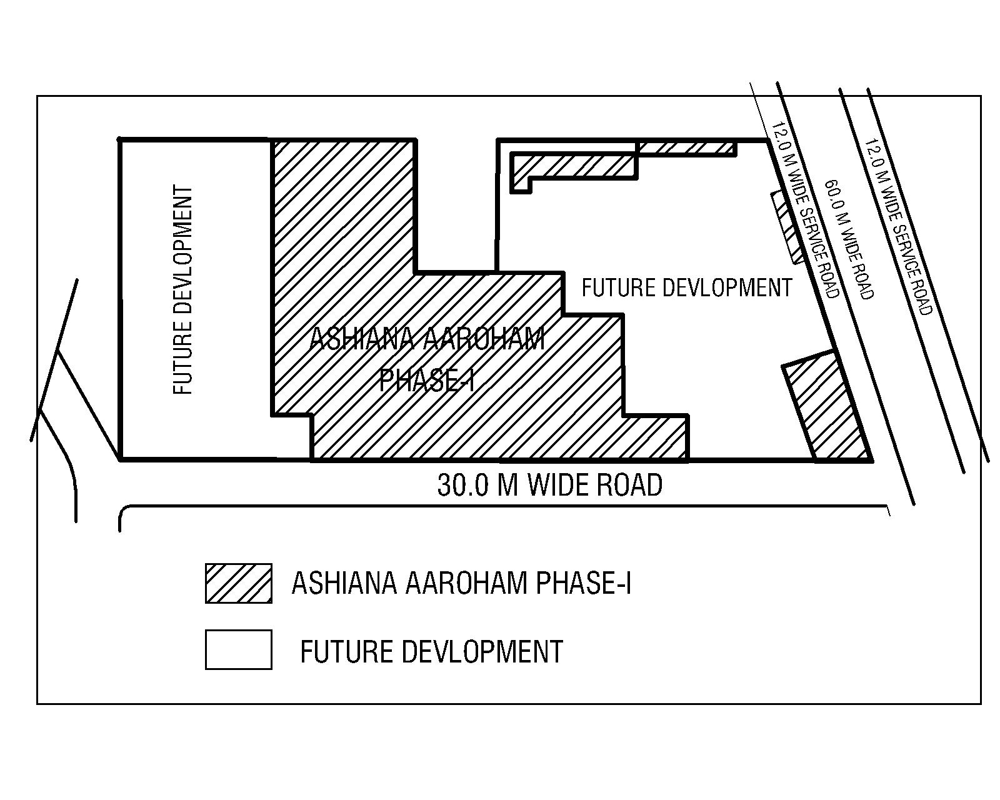 FUTURE DEVLOPMENT
ASHIANA AAROHAM
PHASE-I
FUTURE DEVLOPMENT
12.0 M WIDE SERVICE ROAD
60.0 M WIDE ROAD
12.0 M WIDE SERVICE ROAD
30.0 M WIDE ROAD
ASHIANA AAROHAM PHASE-I
FUTURE DEVLOPMENT